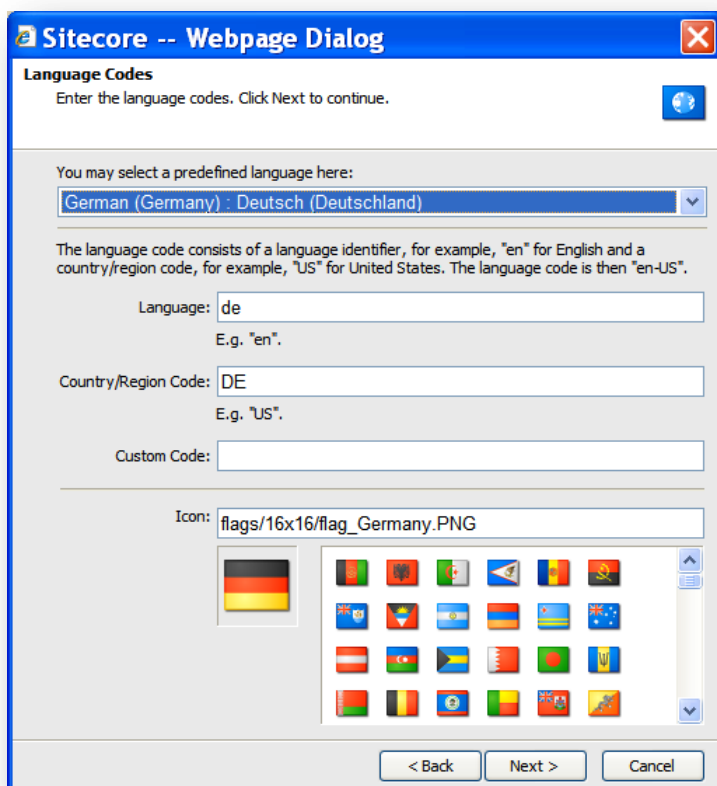 Sitecore -- Webpage Dialog
Language Codes
Enter the language codes. Click Next to continue.
You may select a predefined language here:
German (Germany) : Deutsch (Deutschland)
The language code consists of a language identifier, for example, "en" for English and a
country/region code, for example, "US" for United States. The language code is then "en-US".
Language: de
E.g. "en".
Country/Region Code: DE
E.g. "US".
Custom Code:
Icon: flags/16x16/flag_Germany.PNG
< Back Next > Cancel